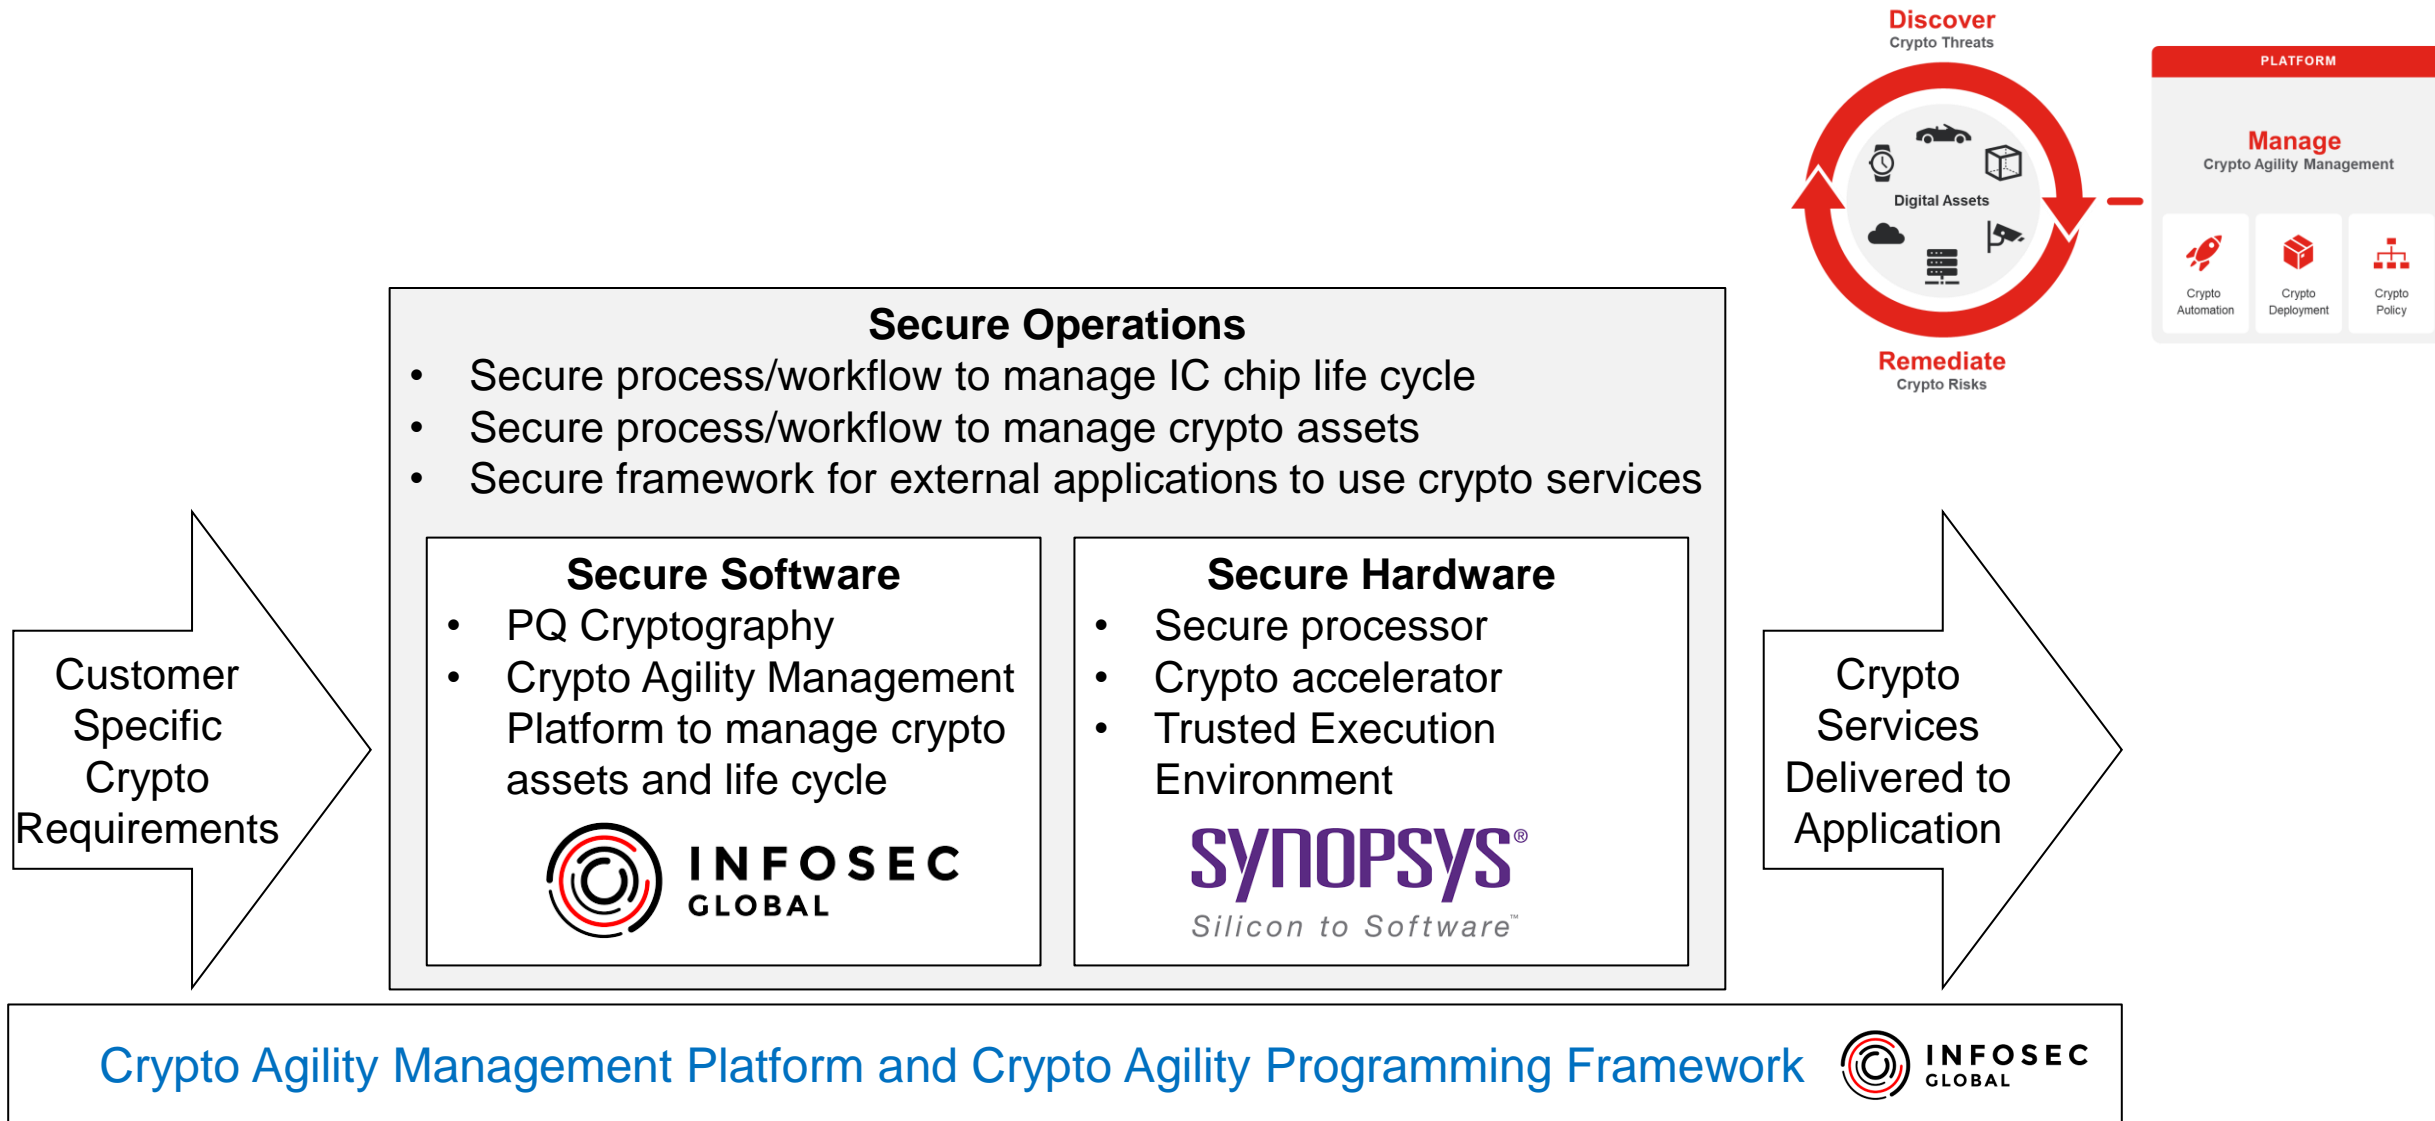 Discover
Crypto Threats
Digital Assets
Remediate
Crypto Risks
PLATFORM
Manage
Crypto Agility Management
Crypto
Automation
Crypto
Deployment
Crypto
Policy
Secure Operations
• Secure process/workflow to manage IC chip life cycle
• Secure process/workflow to manage crypto assets
• Secure framework for external applications to use crypto services
Customer
Specific
Crypto
Requirements
Secure Software
• PQ Cryptography
• Crypto Agility Management
Platform to manage crypto
assets and life cycle
INFOSEC
GLOBAL
Secure Hardware
• Secure processor
• Crypto accelerator
• Trusted Execution
Environment
SYNOPSYS®
Silicon to Software™
Crypto
Services
Delivered to
Application
Crypto Agility Management Platform and Crypto Agility Programming Framework
INFOSEC
GLOBAL